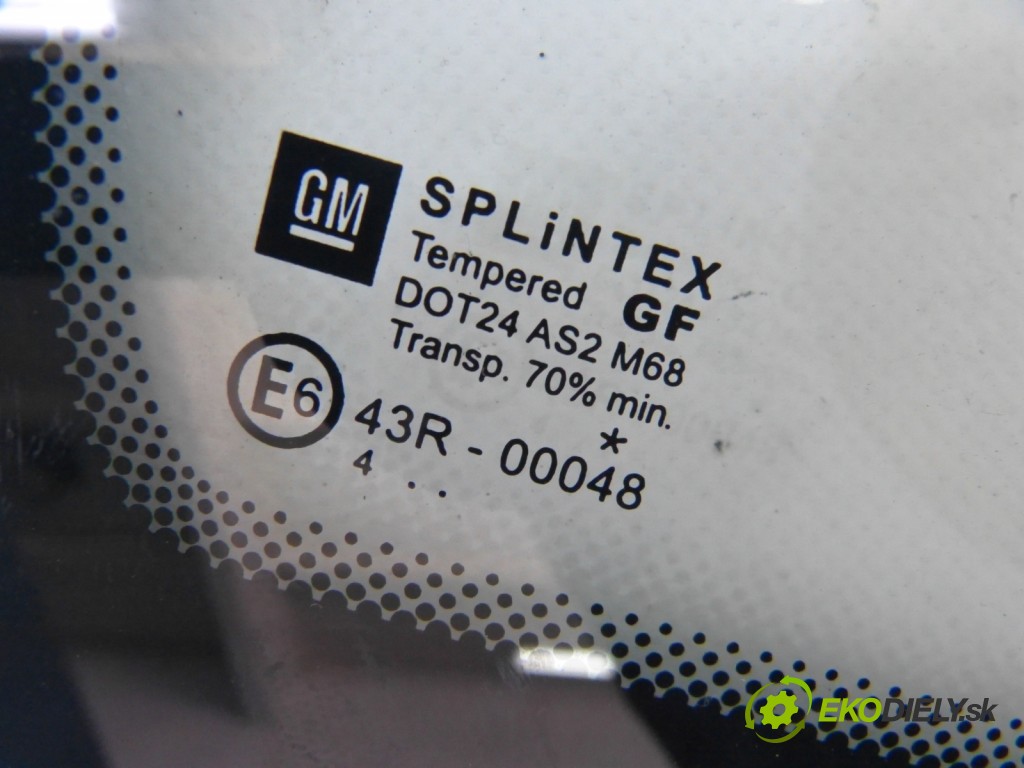 GM
SPLiNTEX
Tempered GF
DOT24 AS2 M68
Transp. 70% min.
*
E6 43R - 00048
4 . .
EKODIELY.sk